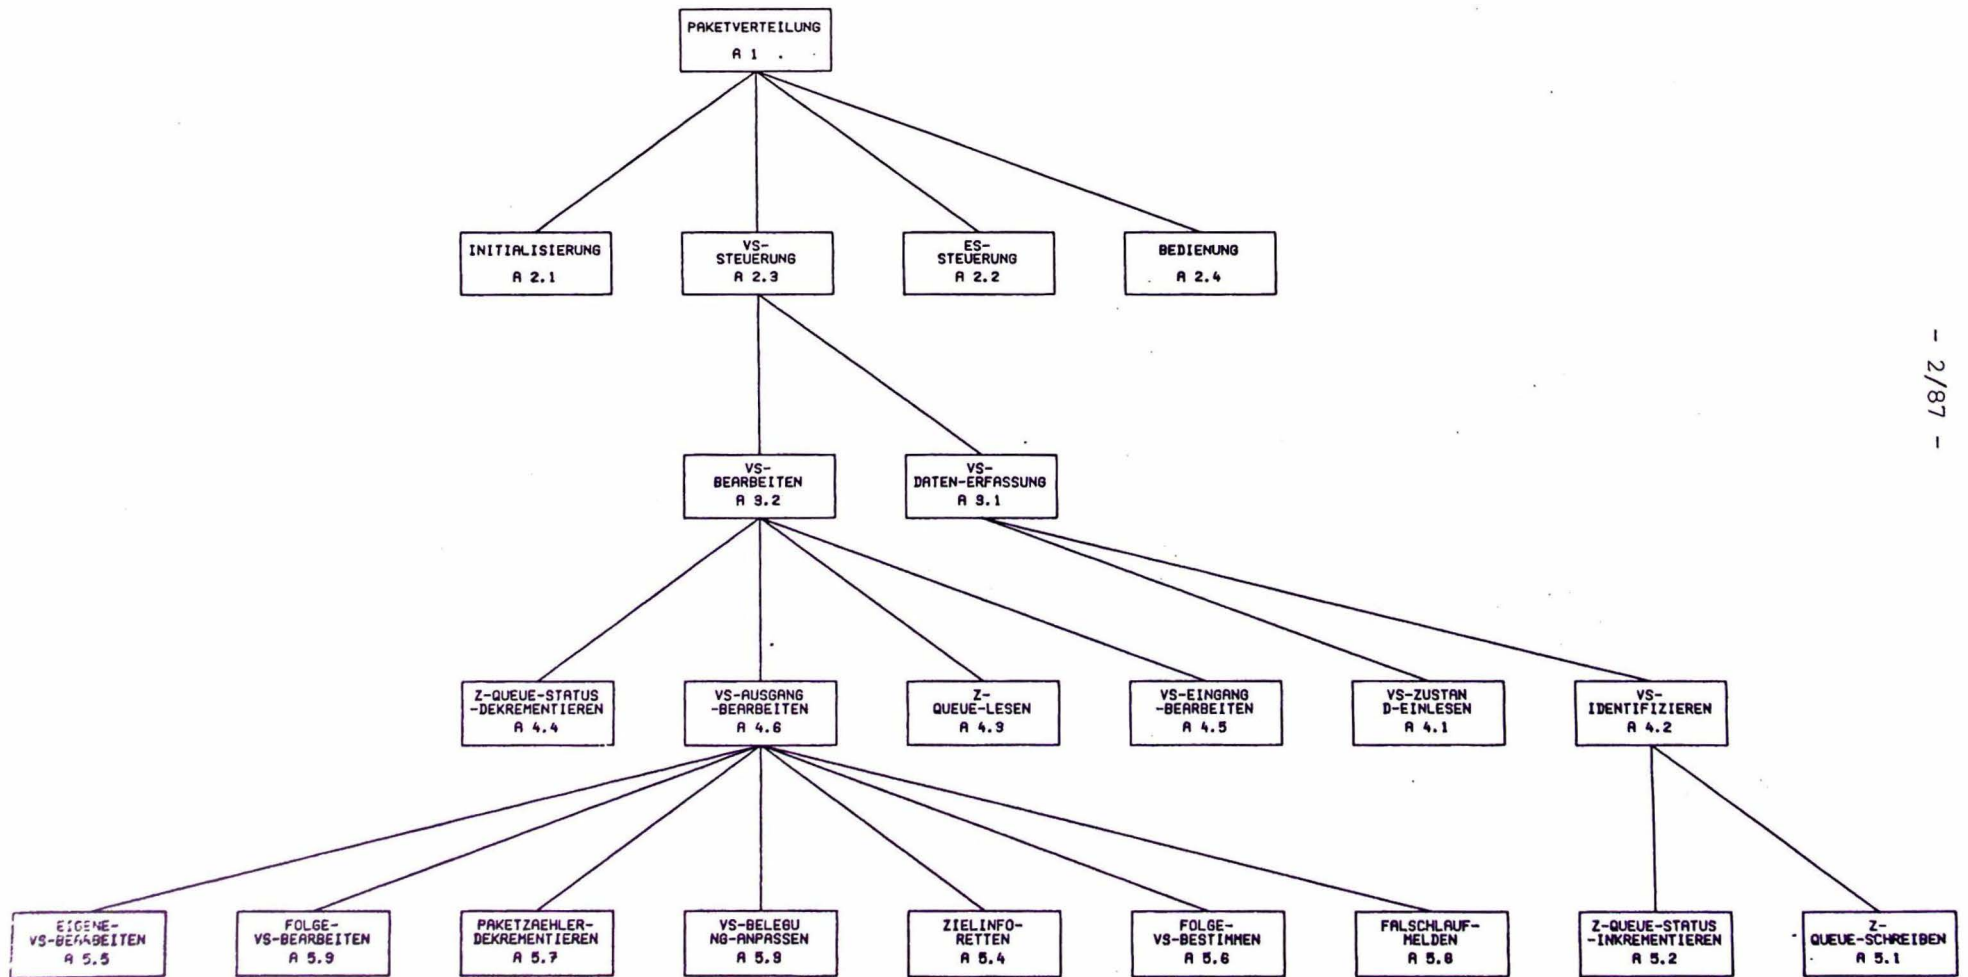 PAKETVERTEILUNG
A 1
INITIALISIERUNG
A 2.1
VS-
STEUERUNG
A 2.3
ES-
STEUERUNG
A 2.2
BEDIENUNG
A 2.4
- 2/87 -
VS-
BEARBEITEN
A 3.2
VS-
DATEN-ERFASSUNG
A 3.1
Z-QUEUE-STATUS
-DEKREMENTIEREN
A 4.4
VS-AUSGANG
-BEARBEITEN
A 4.6
Z-
QUEUE-LESEN
A 4.3
VS-EINGANG
-BEARBEITEN
A 4.5
VS-ZUSTAN
D-EINLESEN
A 4.1
VS-
IDENTIFIZIEREN
A 4.2
EIGENE-
VS-BEARBEITEN
A 5.5
FOLGE-
VS-BEARBEITEN
A 5.9
PAKETZAEHLER-
DEKREMENTIEREN
A 5.7
VS-BELEGU
NG-ANPASSEN
A 5.3
ZIELINFO-
RETTEN
A 5.4
FOLGE-
VS-BESTIMMEN
A 5.6
FALSCHLAUF-
MELDEN
A 5.8
Z-QUEUE-STATUS
-INKREMENTIEREN
A 5.2
Z-
QUEUE-SCHREIBEN
A 5.1